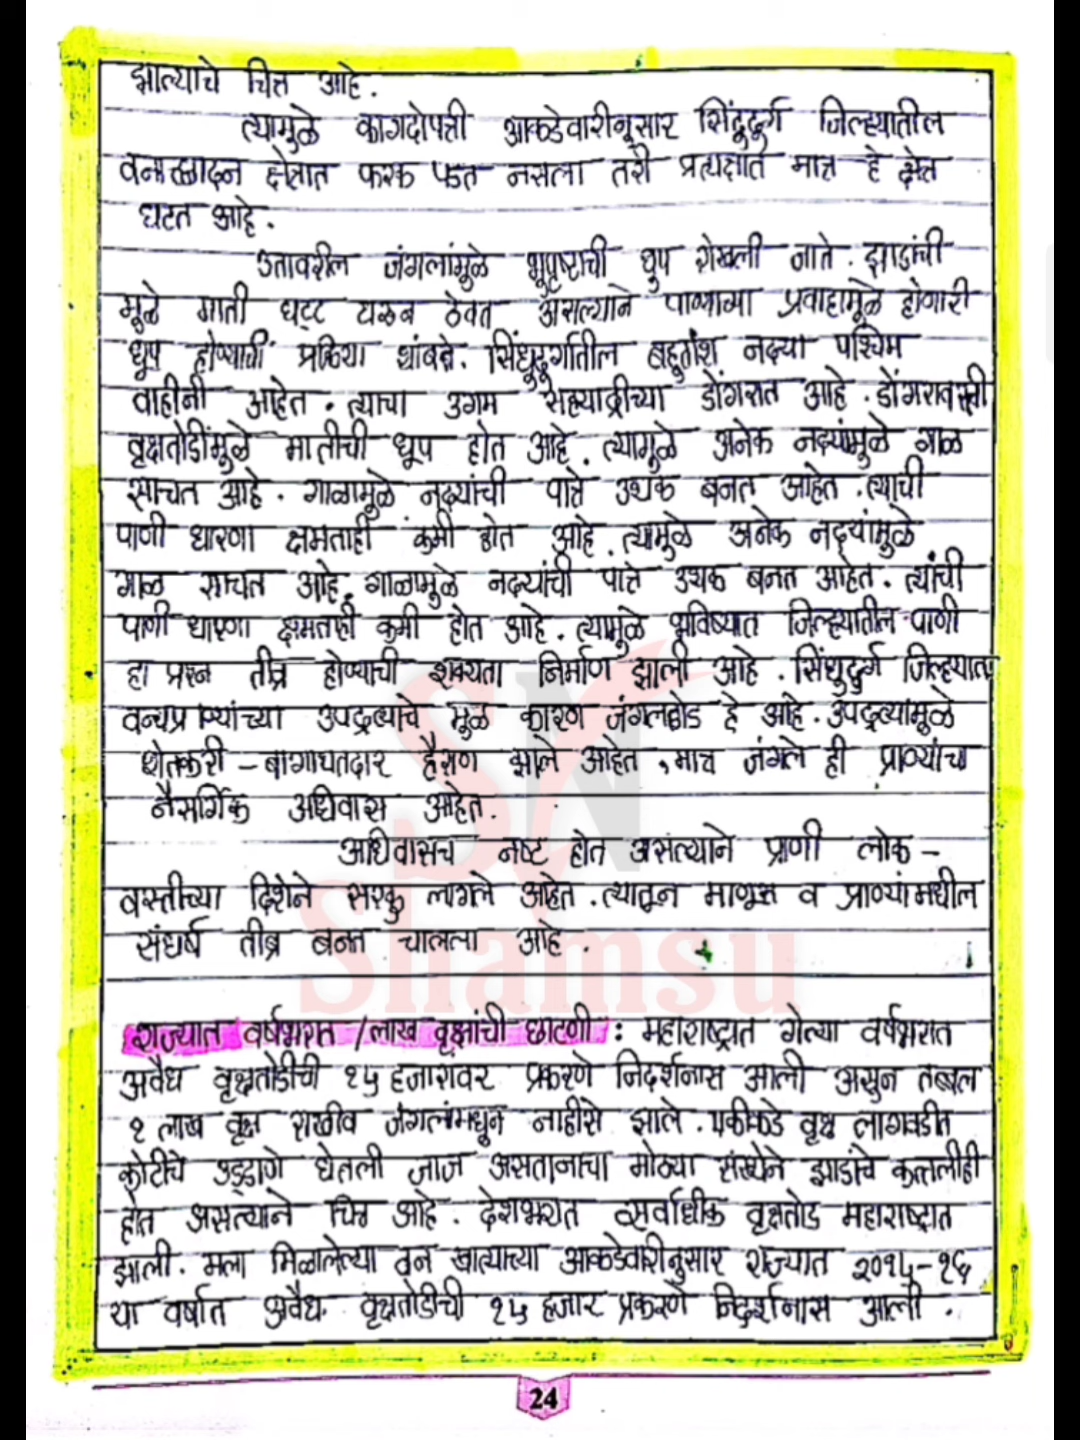 झाल्याचे चित्र आहे.
त्यामुळे कागदोपत्री आकडेवारीनुसार सिंदूदूर्ग जिल्ह्यातील
वनाच्छादन क्षेत्रात फरक पडत नसला तरी प्रत्यक्षात मात्र हे क्षेत्र
घटत आहे.
उतावरील जंगलांमुळे भूपृष्टाची धुप रोखली जाते. झाडांची
मूळे माती घट्ट धरून ठेवत असल्याने पाण्याच्या प्रवाहामूळे होणारी
धूप होण्याची प्रक्रिया थांबते. सिंधूदूर्गातील बहूतांश नद्या पश्चिम
वाहीनी आहेत. त्याचा उगम सह्याद्रीच्या डोंगरात आहे. डोंगरावरची
वृक्षतोडींमुळे मातीची धूप होत आहे. त्यामूळे अनेक नद्यांमूळे गाळ
साचत आहे. गाळामूळे नद्यांची पात्रे उथळ बनत आहेत. त्याची
पाणी धारणा क्षमताही कमी होत आहे. त्यामूळे अनेक नद्यांमूळे
गाळ साचत आहे. गाळामूळे नद्यांची पात्रे उथळ बनत आहेत. त्यांची
पाणी धारणा क्षमताही कमी होत आहे. त्यामूळे भविष्यात जिल्ह्यातील पाणी
हा प्रश्न तीव्र होण्याची शक्यता निर्माण झाली आहे. सिंधुदुर्ग जिल्ह्यात
वन्यप्राण्यांच्या उपद्रव्याचे मूळ कारण जंगलतोड हे आहे. उपद्रव्यामूळे
शेतकरी - बागायतदार हैराण झाले आहेत, मात्र जंगले ही प्राण्यांचा
नैसर्गिक अधिवास आहेत.
अधिवासच नष्ट होत असल्याने प्राणी लोक -
वस्तीच्या दिशेने सरकू लागले आहेत. त्यातून माणूस व प्राण्यांमधील
संघर्ष तीव्र बनत चालला आहे.
राज्यात वर्षभरात /लाख वृक्षांची छाटणी : महाराष्ट्रात गेल्या वर्षभरात
अवैध वृक्षतोडीची १५ हजारांवर प्रकरणे निदर्शनास आली असून तब्बल
१ लाख वृक्ष राखीव जंगलांमधून नाहीसे झाले. एकीकडे वृक्ष लागवडीत
कोटींचे उड्डाणे घेतली जात असतानाचा मोठ्या संख्येने झाडांचे कत्तलीही
होत असल्याने चित्र आहे. देशभरात सर्वाधीक वृक्षतोड महाराष्ट्रात
झाली. मला मिळालेल्या वन खात्याच्या आकडेवारीनुसार राज्यात २०१५-१६
या वर्षात अवैध वृक्षतोडीची १५ हजार प्रकरणे निदर्शनास आली.
24
SN
Shamsu